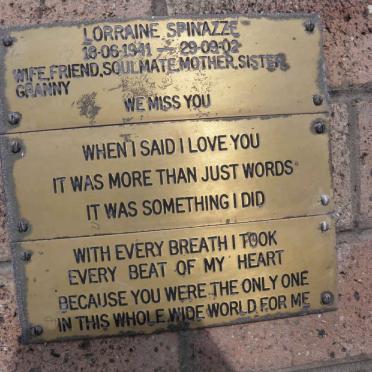 LORRAINE SPINAZZE
18-06-1941 - 29-09-02
WIFE,FRIEND,SOULMATE,MOTHER,SISTER
GRANNY
WE MISS YOU
WHEN I SAID I LOVE YOU
IT WAS MORE THAN JUST WORDS
IT WAS SOMETHING I DID
WITH EVERY BREATH I TOOK
EVERY BEAT OF MY HEART
BECAUSE YOU WERE THE ONLY ONE
IN THIS WHOLE WIDE WORLD FOR ME